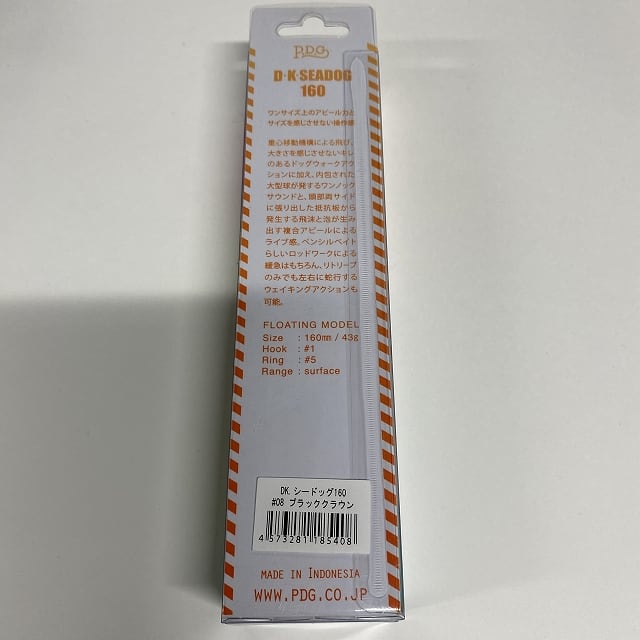 P.D.G
D·K·SEADOG
160
ワンサイズ上のアピール力と
サイズを感じさせない操作感
重心移動機構による飛び、
大きさを感じさせないキレ
のあるドッグウォークアク
ションに加え、内包された
大型球が発するワンノック
サウンドと、頭部両サイド
に張り出した抵抗板から
発生する飛沫と泡が生み
出す複合アピールによる
ライブ感。ペンシルベイト
らしいロッドワークによる
緩急はもちろん、リトリーブ
のみでも左右に蛇行する
ウェイキングアクションも
可能。
FLOATING MODEL
Size : 160mm / 43g
Hook : #1
Ring : #5
Range : surface
DK.シードッグ160
#08 ブラッククラウン
4 573281 185408
MADE IN INDONESIA
WWW.PDG.CO.JP